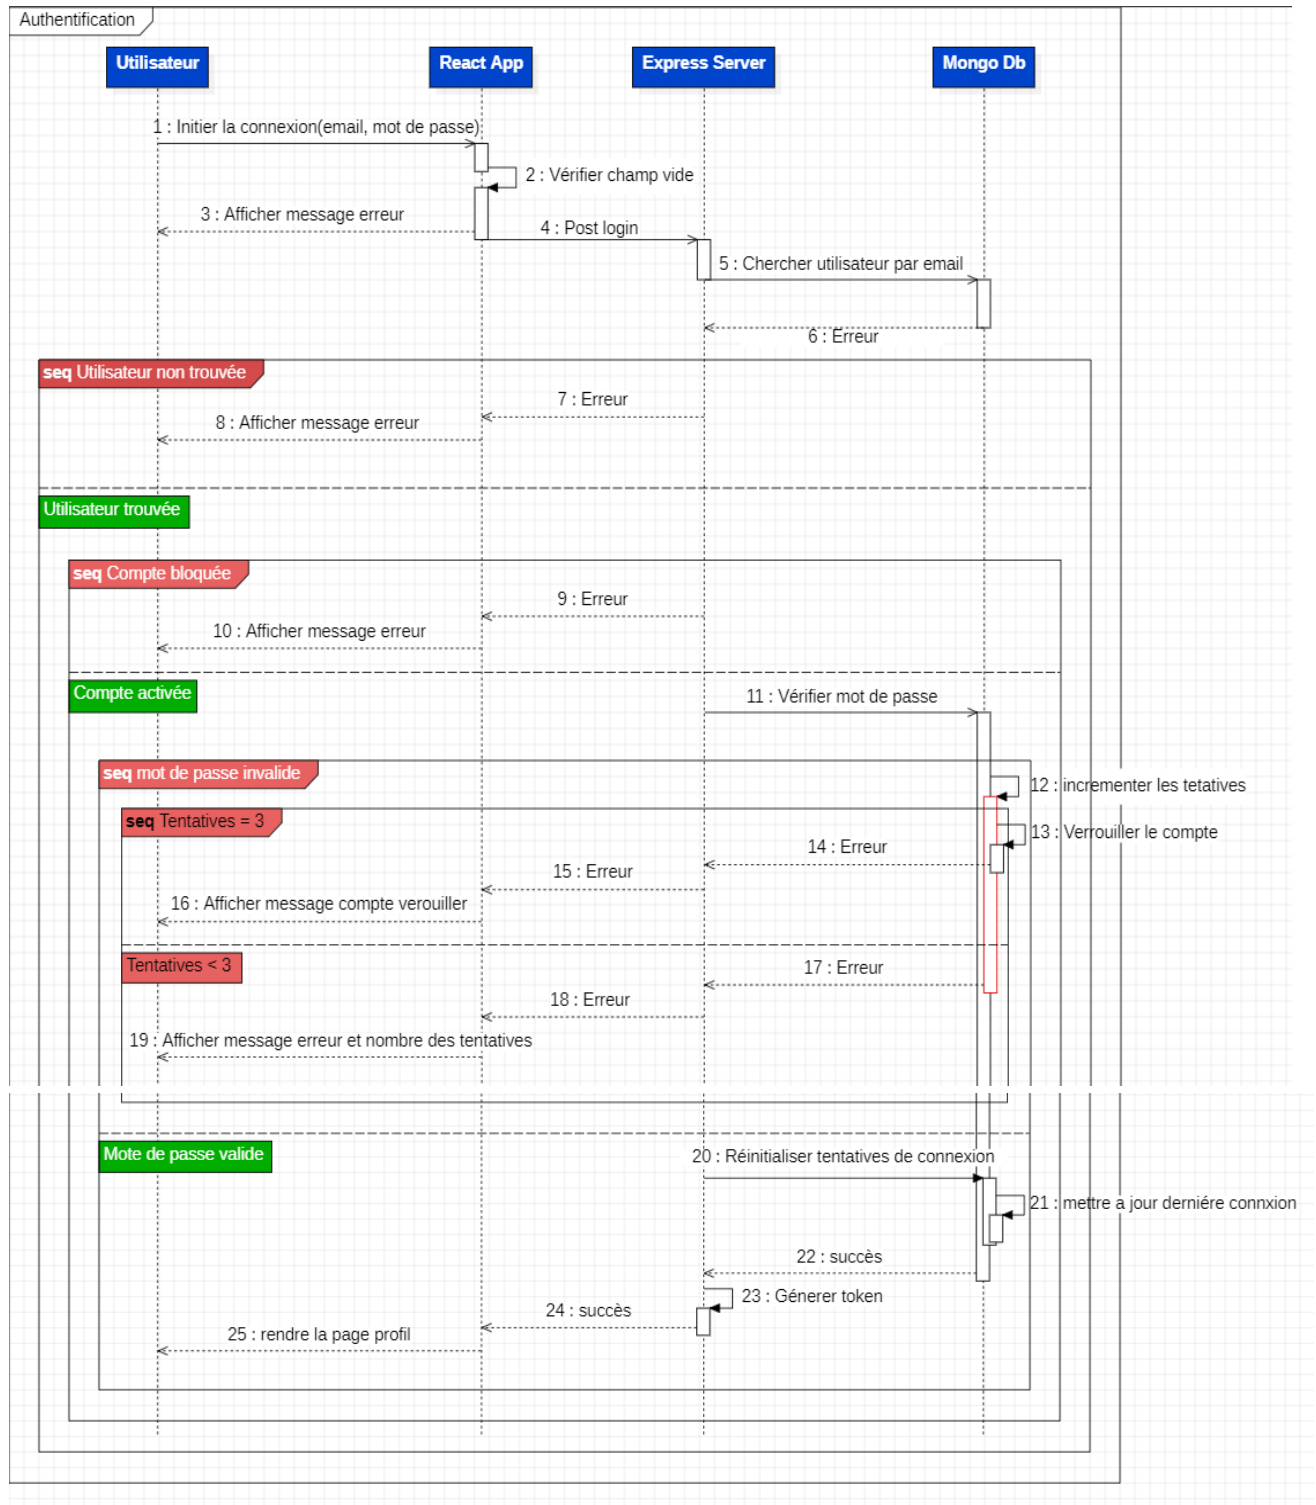 Authentification
Utilisateur
React App
Express Server
Mongo Db
1 : Initier la connexion(email, mot de passe)
2 : Vérifier champ vide
3 : Afficher message erreur
4 : Post login
5 : Chercher utilisateur par email
6 : Erreur
seq Utilisateur non trouvée
7 : Erreur
8 : Afficher message erreur
Utilisateur trouvée
seq Compte bloquée
9 : Erreur
10 : Afficher message erreur
Compte activée
11 : Vérifier mot de passe
seq mot de passe invalide
12 : incrementer les tetatives
seq Tentatives = 3
13 : Verrouiller le compte
14 : Erreur
15 : Erreur
16 : Afficher message compte verouiller
Tentatives < 3
17 : Erreur
18 : Erreur
19 : Afficher message erreur et nombre des tentatives
Mote de passe valide
20 : Réinitialiser tentatives de connexion
21 : mettre a jour derniére connxion
22 : succès
23 : Génerer token
24 : succès
25 : rendre la page profil